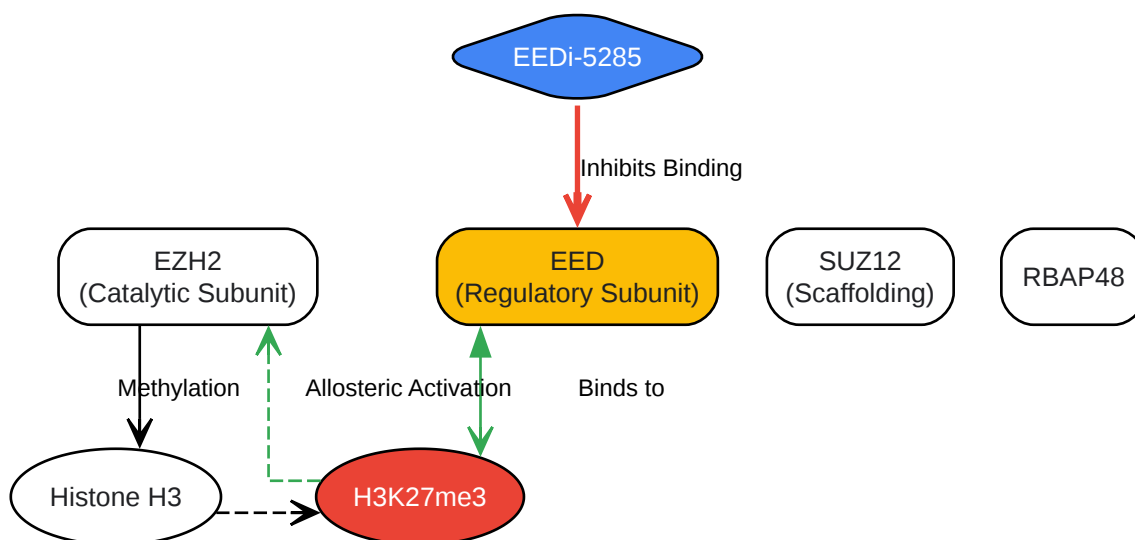 EEDi-5285
Inhibits Binding
EZH2
(Catalytic Subunit)
EED
(Regulatory Subunit)
SUZ12
(Scaffolding)
RBAP48
Methylation
Allosteric Activation
Binds to
Histone H3
H3K27me3